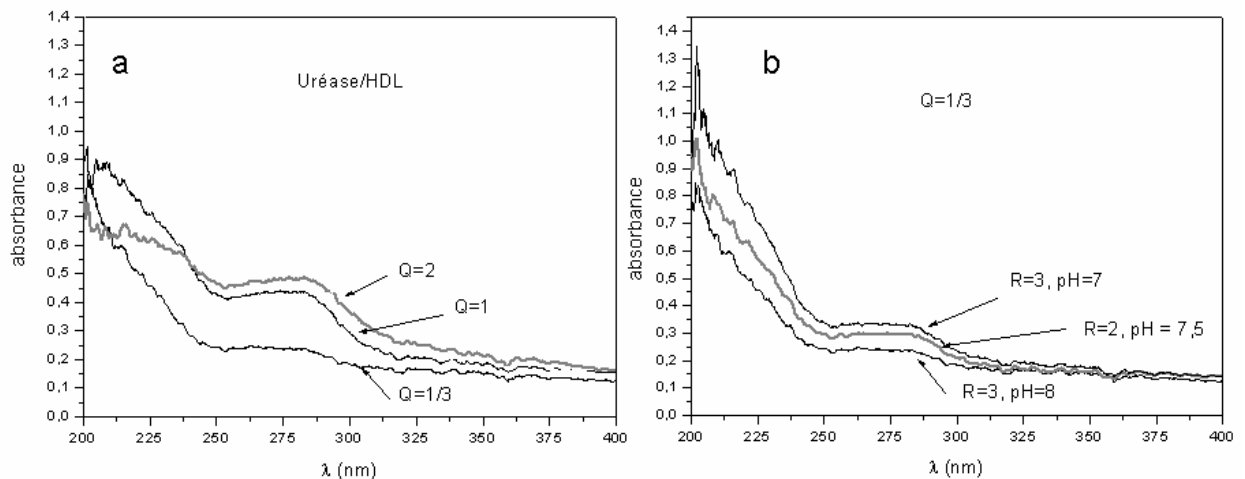 a
Uréase/HDL
Q=2
Q=1
Q=1/3
absorbance
1,4
1,3
1,2
1,1
1,0
0,9
0,8
0,7
0,6
0,5
0,4
0,3
0,2
0,1
0,0
200 225 250 275 300 325 350 375 400
λ (nm)
b
Q=1/3
R=3, pH=7
R=2, pH = 7,5
R=3, pH=8
absorbance
1,4
1,3
1,2
1,1
1,0
0,9
0,8
0,7
0,6
0,5
0,4
0,3
0,2
0,1
0,0
200 225 250 275 300 325 350 375 400
λ (nm)